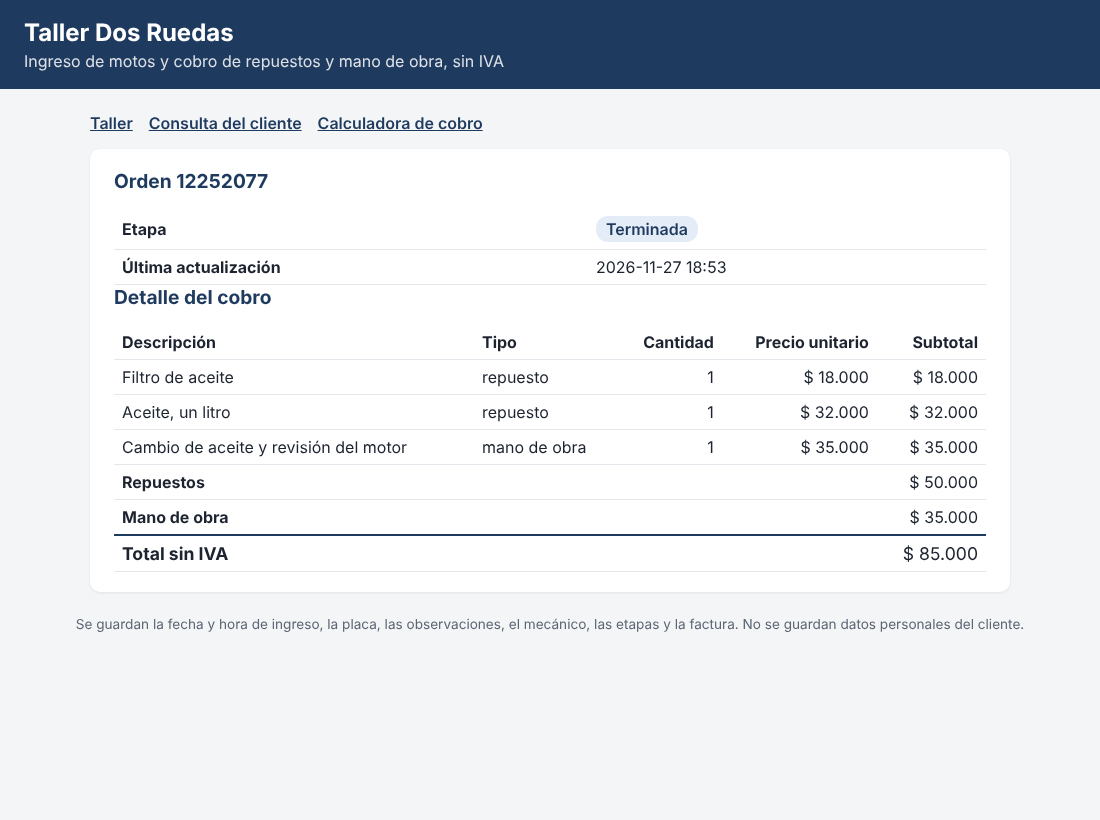 Taller Dos Ruedas
Ingreso de motos y cobro de repuestos y mano de obra, sin IVA
Taller Consulta del cliente Calculadora de cobro
Orden 12252077
Etapa Terminada
Última actualización 2026-11-27 18:53
Detalle del cobro
Descripción Tipo Cantidad Precio unitario Subtotal
Filtro de aceite repuesto 1 $ 18.000 $ 18.000
Aceite, un litro repuesto 1 $ 32.000 $ 32.000
Cambio de aceite y revisión del motor mano de obra 1 $ 35.000 $ 35.000
Repuestos $ 50.000
Mano de obra $ 35.000
Total sin IVA $ 85.000
Se guardan la fecha y hora de ingreso, la placa, las observaciones, el mecánico, las etapas y la factura. No se guardan datos personales del cliente.